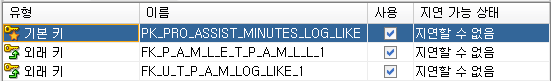 유형 이름 사용 지연 가능 상태
기본 키 PK_PRO_ASSIST_MINUTES_LOG_LIKE 지연할 수 없음
외래 키 FK_P_A_M_L_E_T_P_A_M_L_L_1 지연할 수 없음
외래 키 FK_U_T_P_A_M_LOG_LIKE_1 지연할 수 없음